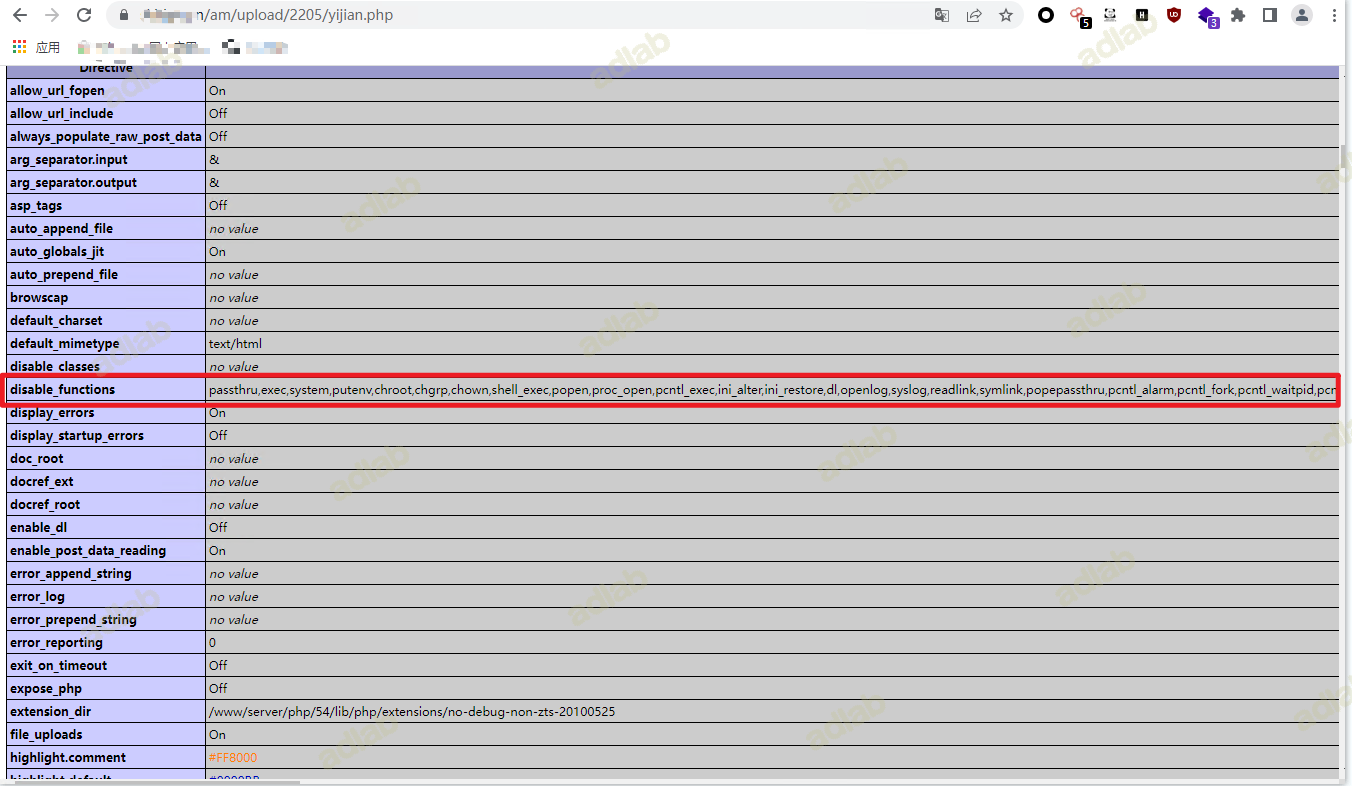 n/am/upload/2205/yijian.php
5
H
3
应用
Directive
allow_url_fopen On
allow_url_include Off
always_populate_raw_post_data Off
arg_separator.input &
arg_separator.output &
asp_tags Off
auto_append_file no value
auto_globals_jit On
auto_prepend_file no value
browscap no value
default_charset no value
default_mimetype text/html
disable_classes no value
disable_functions passthru,exec,system,putenv,chroot,chgrp,chown,shell_exec,popen,proc_open,pcntl_exec,ini_alter,ini_restore,dl,openlog,syslog,readlink,symlink,popepassthru,pcntl_alarm,pcntl_fork,pcntl_waitpid,pcn
display_errors On
display_startup_errors Off
doc_root no value
docref_ext no value
docref_root no value
enable_dl Off
enable_post_data_reading On
error_append_string no value
error_log no value
error_prepend_string no value
error_reporting 0
exit_on_timeout Off
expose_php Off
extension_dir /www/server/php/54/lib/php/extensions/no-debug-non-zts-20100525
file_uploads On
highlight.comment #FF8000
highlight.default #0000BB
adlab